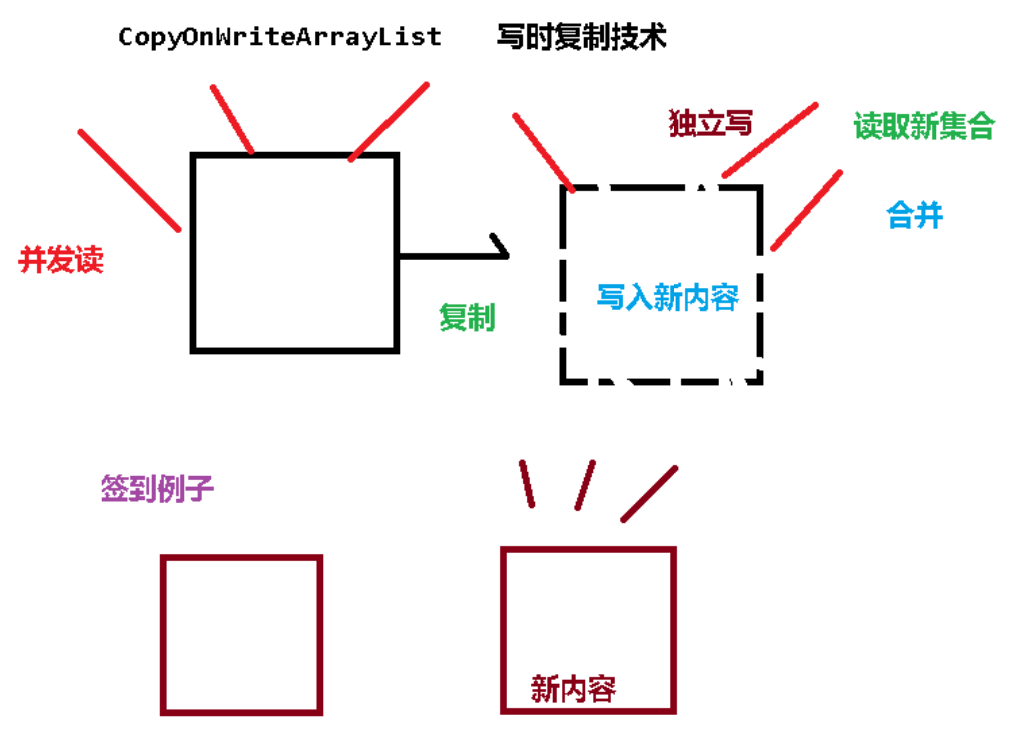 CopyOnWriteArrayList 写时复制技术
独立写
读取新集合
合并
并发读
写入新内容
复制
签到例子
新内容